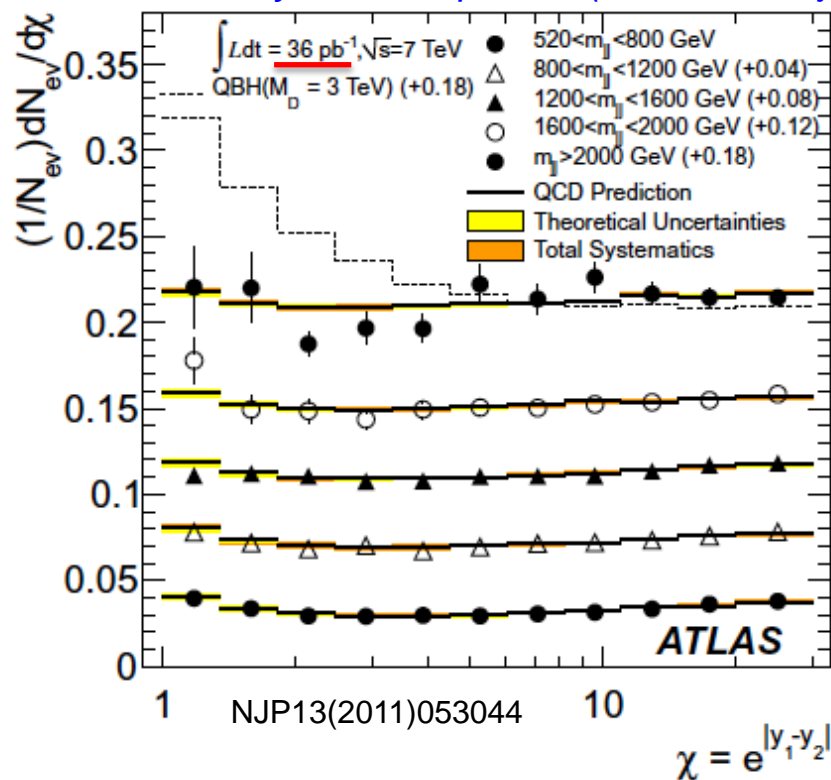 ∫Ldt = 36 pb⁻¹,√s=7 TeV
QBH(M_D = 3 TeV) (+0.18)
520<m_jj<800 GeV
800<m_jj<1200 GeV (+0.04)
1200<m_jj<1600 GeV (+0.08)
1600<m_jj<2000 GeV (+0.12)
m_jj>2000 GeV (+0.18)
QCD Prediction
Theoretical Uncertainties
Total Systematics
(1/N_ev)dN_ev/dχ
0.35
0.3
0.25
0.2
0.15
0.1
0.05
0
ATLAS
1
10
NJP13(2011)053044
χ = e^|y₁-y₂|